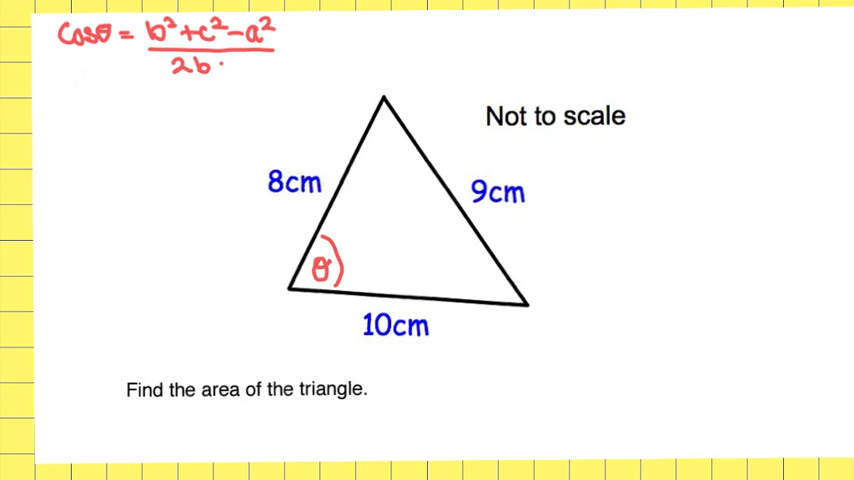 Cosθ = b²+c²-a²
2b
Not to scale
8cm
9cm
θ
10cm
Find the area of the triangle.